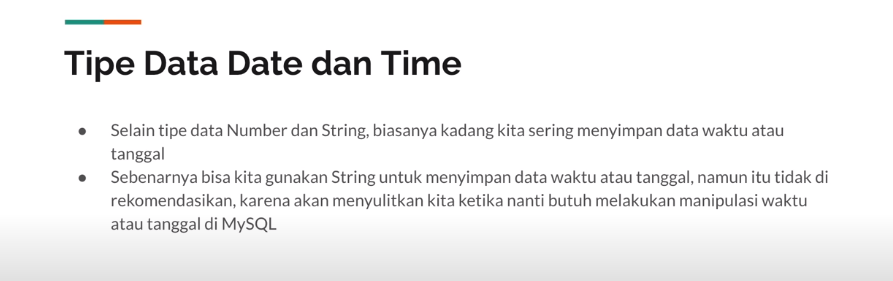 Tipe Data Date dan Time
● Selain tipe data Number dan String, biasanya kadang kita sering menyimpan data waktu atau
tanggal
● Sebenarnya bisa kita gunakan String untuk menyimpan data waktu atau tanggal, namun itu tidak di
rekomendasikan, karena akan menyulitkan kita ketika nanti butuh melakukan manipulasi waktu
atau tanggal di MySQL